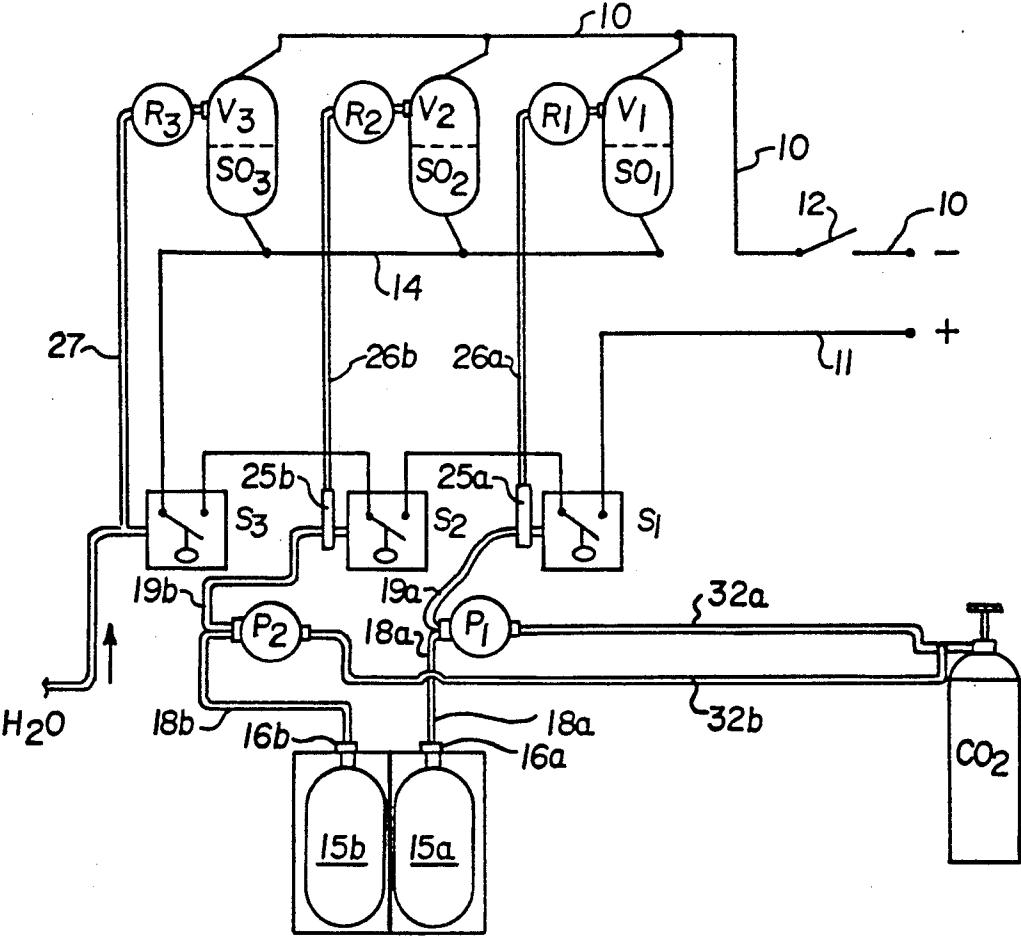 10
R3 V3 R2 V2 R1 V1
SO3 SO2 SO1
10
12 10
14 −
+
27 26b 26a 11
25b 25a
S3 S2 S1
19b 19a 32a
P2 18a P1
H2O 18b 16b 18a 32b
16a CO2
15b 15a